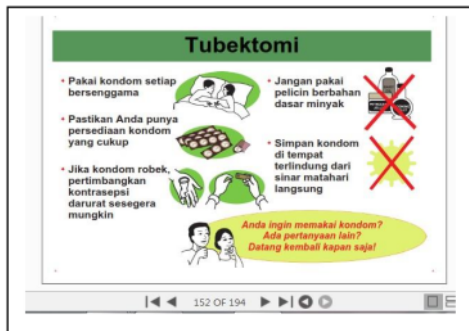 Tubektomi
• Pakai kondom setiap
bersenggama
• Pastikan Anda punya
persediaan kondom
yang cukup
• Jika kondom robek,
pertimbangkan
kontrasepsi
darurat sesegera
mungkin
• Jangan pakai
pelicin berbahan
dasar minyak
• Simpan kondom
di tempat
terlindung dari
sinar matahari
langsung
Anda ingin memakai kondom?
Ada pertanyaan lain?
Datang kembali kapan saja!
152 OF 194